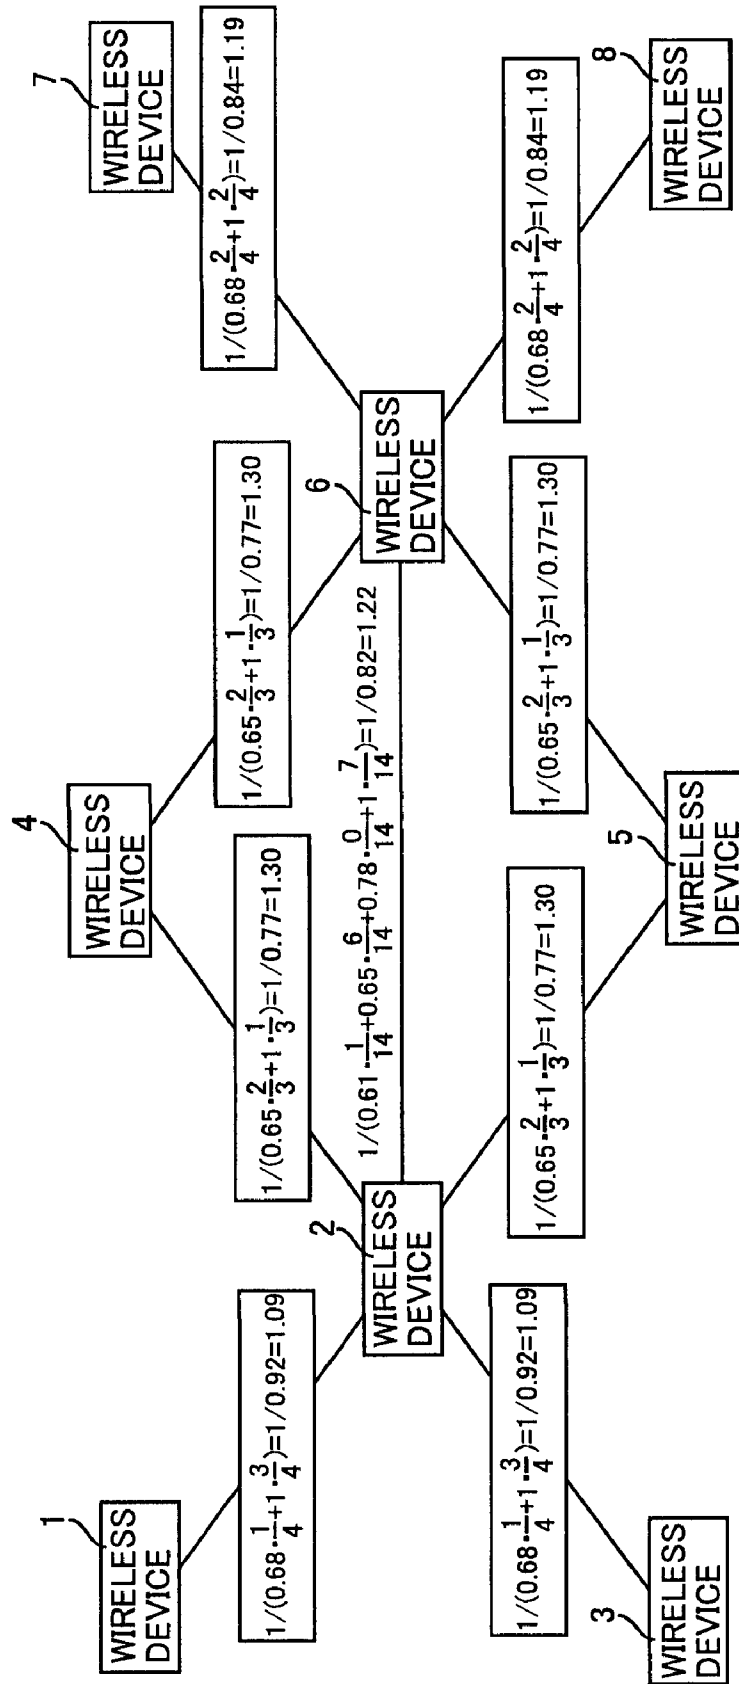 1
WIRELESS
DEVICE
1/(0.68·1/4+1·3/4)=1/0.92=1.09
2
WIRELESS
DEVICE
1/(0.68·1/4+1·3/4)=1/0.92=1.09
3
WIRELESS
DEVICE
4
WIRELESS
DEVICE
1/(0.65·2/3+1·1/3)=1/0.77=1.30
1/(0.65·2/3+1·1/3)=1/0.77=1.30
1/(0.61·1/14+0.65·6/14+0.78·0/14+1·7/14)=1/0.82=1.22
1/(0.65·2/3+1·1/3)=1/0.77=1.30
1/(0.65·2/3+1·1/3)=1/0.77=1.30
5
WIRELESS
DEVICE
6
WIRELESS
DEVICE
7
WIRELESS
DEVICE
1/(0.68·2/4+1·2/4)=1/0.84=1.19
1/(0.68·2/4+1·2/4)=1/0.84=1.19
8
WIRELESS
DEVICE